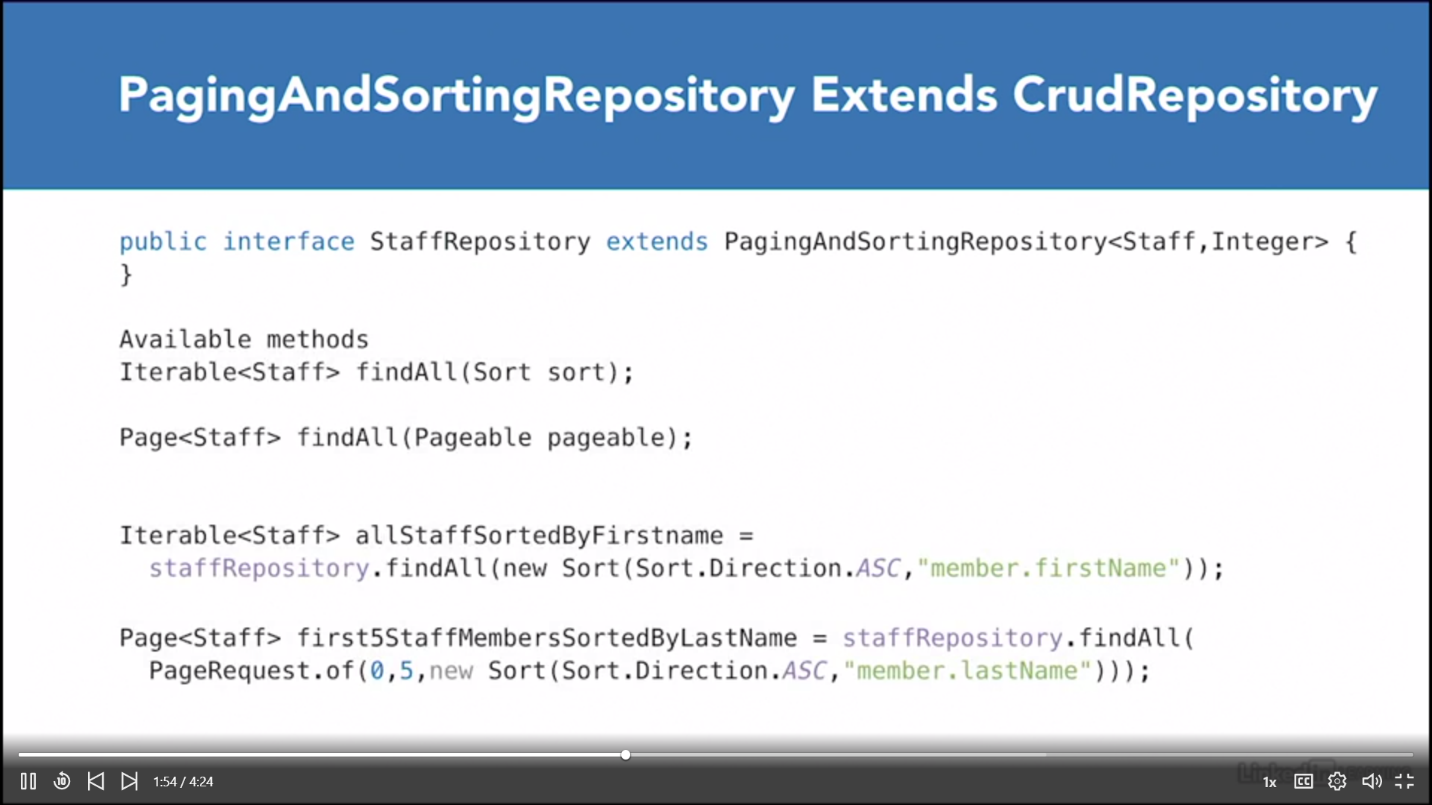 PagingAndSortingRepository Extends CrudRepository
public interface StaffRepository extends PagingAndSortingRepository<Staff,Integer> {
}
Available methods
Iterable<Staff> findAll(Sort sort);
Page<Staff> findAll(Pageable pageable);
Iterable<Staff> allStaffSortedByFirstname =
staffRepository.findAll(new Sort(Sort.Direction.ASC,"member.firstName"));
Page<Staff> first5StaffMembersSortedByLastName = staffRepository.findAll(
PageRequest.of(0,5,new Sort(Sort.Direction.ASC,"member.lastName")));
10 1:54 / 4:24 1x CC